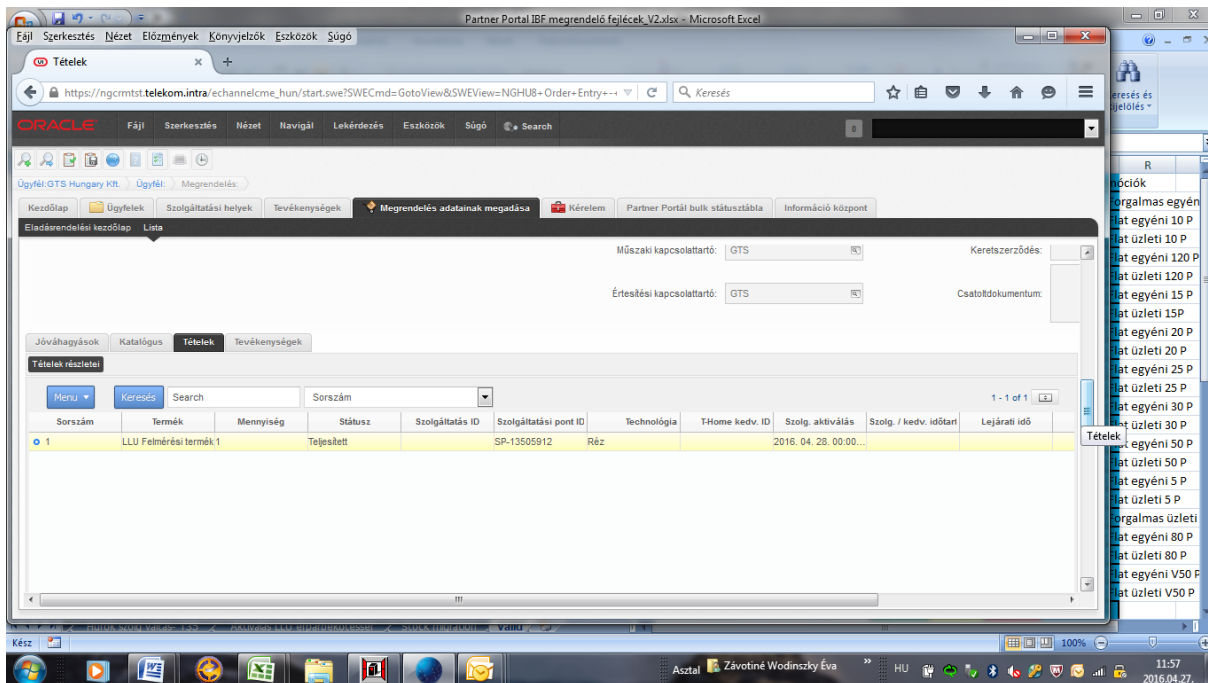 Partner Portal IBF megrendelő fejlécek_V2.xlsx - Microsoft Excel
Fájl Szerkesztés Nézet Előzmények Könyvjelzők Eszközök Súgó
Tételek
https://ngcrmtst.telekom.intra/echannelcme_hun/start.swe?SWECmd=GotoView&SWEView=NGHU8+Order+Entry+-+
Keresés
ORACLE Fájl Szerkesztés Nézet Navigál Lekérdezés Eszközök Súgó Search 0
Ügyfél:GTS Hungary Kft. Ügyfél: Megrendelés:
Kezdőlap Ügyfelek Szolgáltatási helyek Tevékenységek Megrendelés adatainak megadása Kérelem Partner Portál bulk státusztábla Információ központ
Eladásrendelési kezdőlap Lista
Műszaki kapcsolattartó: GTS Keretszerződés:
Értesítési kapcsolattartó: GTS Csatoltdokumentum:
Jóváhagyások Katalógus Tételek Tevékenységek
Tételek részletei
Menu Keresés Search Sorszám 1 - 1 of 1
Sorszám Termék Mennyiség Státusz Szolgáltatás ID Szolgáltatási pont ID Technológia T-Home kedv. ID Szolg. aktiválás Szolg. / kedv. időtart Lejárati idő
1 LLU Felmérési termék 1 Teljesített SP-13505912 Réz 2016. 04. 28. 00:00...
Tételek
eresés és
ijelölés
R
nóciók
orgalmas egyén
lat egyéni 10 P
lat üzleti 10 P
lat egyéni 120 P
lat üzleti 120 P
lat egyéni 15 P
lat üzleti 15P
lat egyéni 20 P
lat üzleti 20 P
lat egyéni 25 P
lat üzleti 25 P
lat egyéni 30 P
lat üzleti 30 P
lat egyéni 50 P
lat üzleti 50 P
lat egyéni 5 P
lat üzleti 5 P
orgalmas üzleti
lat egyéni 80 P
lat üzleti 80 P
lat egyéni V50 P
lat üzleti V50 P
Valid
Kész 100%
Asztal Závotiné Wodinszky Éva HU 11:57
2016.04.27.